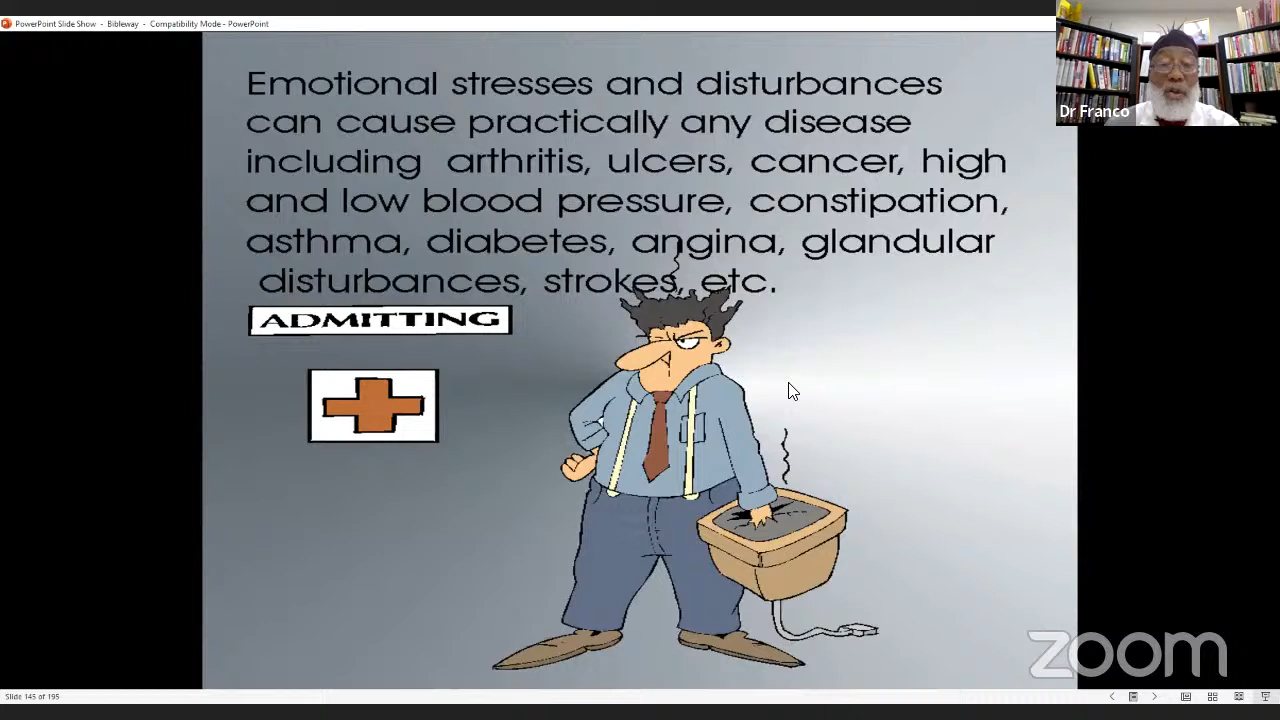 PowerPoint Slide Show - Bibleway - Compatibility Mode - PowerPoint
Emotional stresses and disturbances
can cause practically any disease
including arthritis, ulcers, cancer, high
and low blood pressure, constipation,
asthma, diabetes, angina, glandular
disturbances, strokes, etc.
ADMITTING
Dr Franco
zoom
Slide 145 of 195